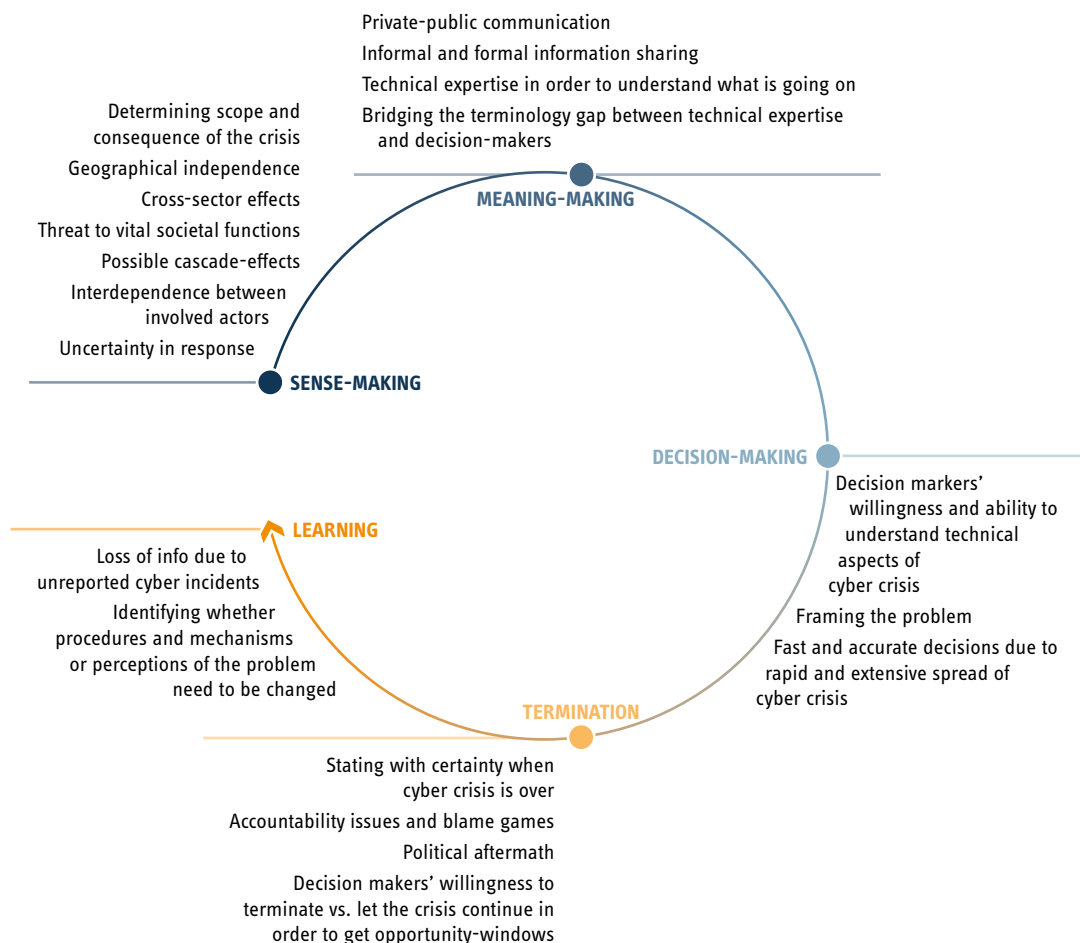 Private-public communication
Informal and formal information sharing
Technical expertise in order to understand what is going on
Bridging the terminology gap between technical expertise
and decision-makers
MEANING-MAKING
Determining scope and
consequence of the crisis
Geographical independence
Cross-sector effects
Threat to vital societal functions
Possible cascade-effects
Interdependence between
involved actors
Uncertainty in response
SENSE-MAKING
DECISION-MAKING
Decision markers'
willingness and ability to
understand technical
aspects of
cyber crisis
Framing the problem
Fast and accurate decisions due to
rapid and extensive spread of
cyber crisis
LEARNING
Loss of info due to
unreported cyber incidents
Identifying whether
procedures and mechanisms
or perceptions of the problem
need to be changed
TERMINATION
Stating with certainty when
cyber crisis is over
Accountability issues and blame games
Political aftermath
Decision makers' willingness to
terminate vs. let the crisis continue in
order to get opportunity-windows